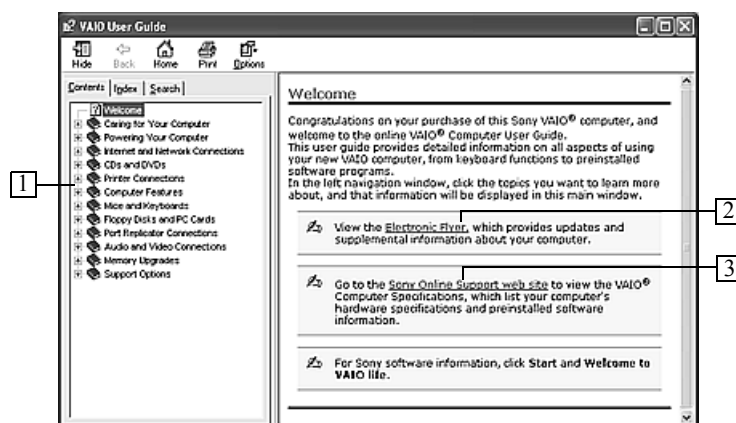 VAIO User Guide
Hide Back Home Print Options
Contents Index Search
Welcome
Caring for Your Computer
Powering Your Computer
Internet and Network Connections
CDs and DVDs
Printer Connections
Computer Features
Mice and Keyboards
Floppy Disks and PC Cards
Port Replicator Connections
Audio and Video Connections
Memory Upgrades
Support Options
1
Welcome
Congratulations on your purchase of this Sony VAIO® computer, and
welcome to the online VAIO® Computer User Guide.
This user guide provides detailed information on all aspects of using
your new VAIO computer, from keyboard functions to preinstalled
software programs.
In the left navigation window, click the topics you want to learn more
about, and that information will be displayed in this main window.
2
View the Electronic Flyer, which provides updates and
supplemental information about your computer.
3
Go to the Sony Online Support web site to view the VAIO®
Computer Specifications, which list your computer's
hardware specifications and preinstalled software
information.
For Sony software information, click Start and Welcome to
VAIO life.